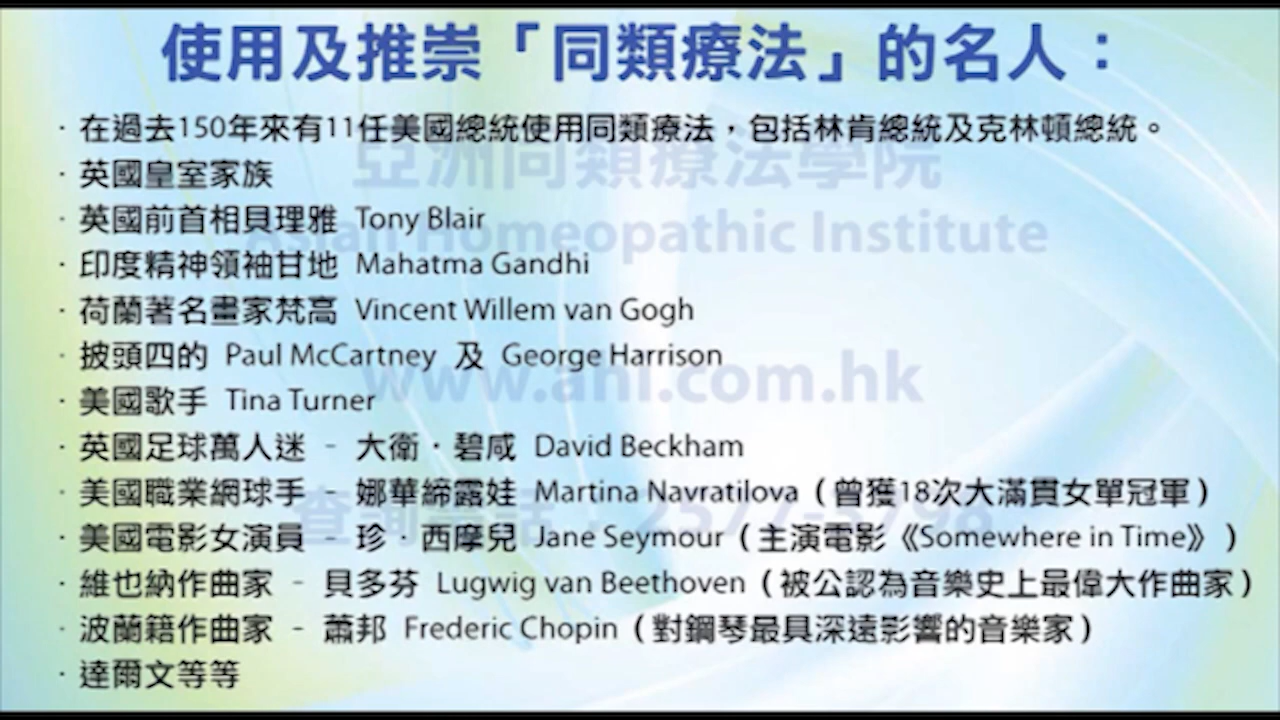 使用及推崇「同類療法」的名人：
· 在過去150年來有11任美國總統使用同類療法，包括林肯總統及克林頓總統。
亞洲同類療法學院
· 英國皇室家族
· 英國前首相貝理雅 Tony Blair
Asian Homeopathic Institute
· 印度精神領袖甘地 Mahatma Gandhi
· 荷蘭著名畫家梵高 Vincent Willem van Gogh
· 披頭四的 Paul McCartney 及 George Harrison
www.ahi.com.hk
· 美國歌手 Tina Turner
· 英國足球萬人迷 - 大衛·碧咸 David Beckham
· 美國職業網球手 - 娜華締露娃 Martina Navratilova（曾獲18次大滿貫女單冠軍）
· 美國電影女演員 - 珍·西摩兒 Jane Seymour（主演電影《Somewhere in Time》）
· 維也納作曲家 - 貝多芬 Lugwig van Beethoven（被公認為音樂史上最偉大作曲家）
· 波蘭籍作曲家 - 蕭邦 Frederic Chopin（對鋼琴最具深遠影響的音樂家）
· 達爾文等等